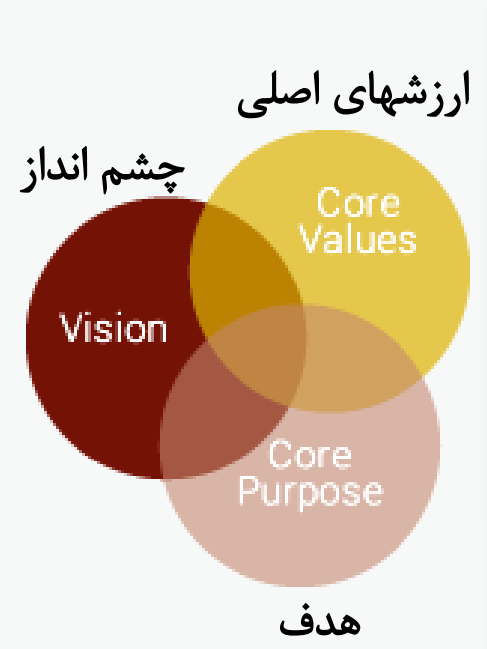 ارزشهای اصلی
چشم انداز
Core
Values
Vision
Core
Purpose
هدف